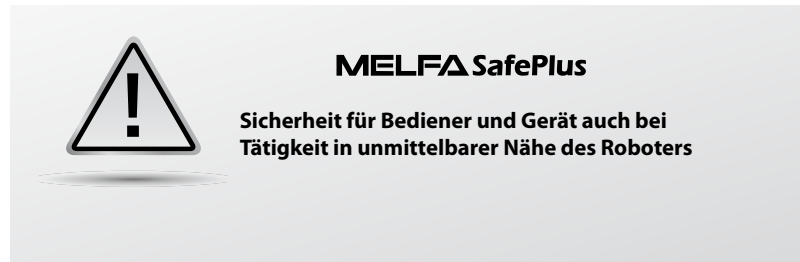 !
MELFA SafePlus
Sicherheit für Bediener und Gerät auch bei
Tätigkeit in unmittelbarer Nähe des Roboters